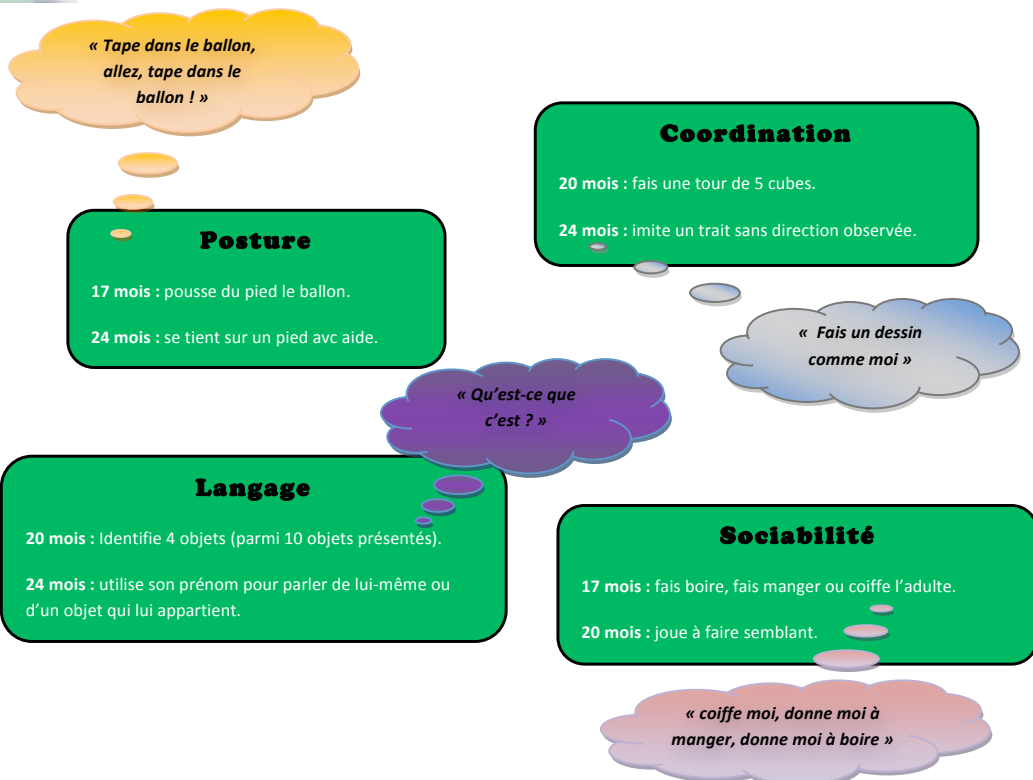 « Tape dans le ballon,
allez, tape dans le
ballon ! »
Coordination
20 mois : fais une tour de 5 cubes.
24 mois : imite un trait sans direction observée.
Posture
17 mois : pousse du pied le ballon.
24 mois : se tient sur un pied avc aide.
« Fais un dessin
comme moi »
« Qu'est-ce que
c'est ? »
Langage
20 mois : Identifie 4 objets (parmi 10 objets présentés).
24 mois : utilise son prénom pour parler de lui-même ou
d'un objet qui lui appartient.
Sociabilité
17 mois : fais boire, fais manger ou coiffe l'adulte.
20 mois : joue à faire semblant.
« coiffe moi, donne moi à
manger, donne moi à boire »